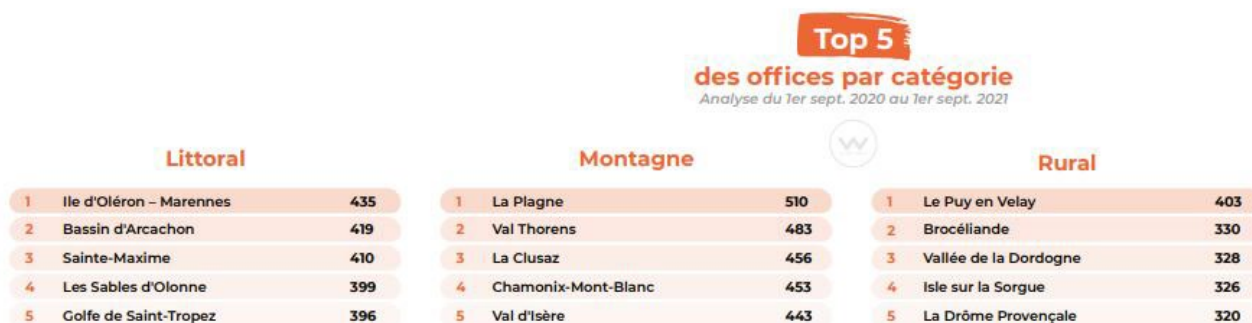 Top 5
des offices par catégorie
Analyse du 1er sept. 2020 au 1er sept. 2021
Littoral
1 Ile d'Oléron – Marennes 435
2 Bassin d'Arcachon 419
3 Sainte-Maxime 410
4 Les Sables d'Olonne 399
5 Golfe de Saint-Tropez 396
Montagne
1 La Plagne 510
2 Val Thorens 483
3 La Clusaz 456
4 Chamonix-Mont-Blanc 453
5 Val d'Isère 443
Rural
1 Le Puy en Velay 403
2 Brocéliande 330
3 Vallée de la Dordogne 328
4 Isle sur la Sorgue 326
5 La Drôme Provençale 320